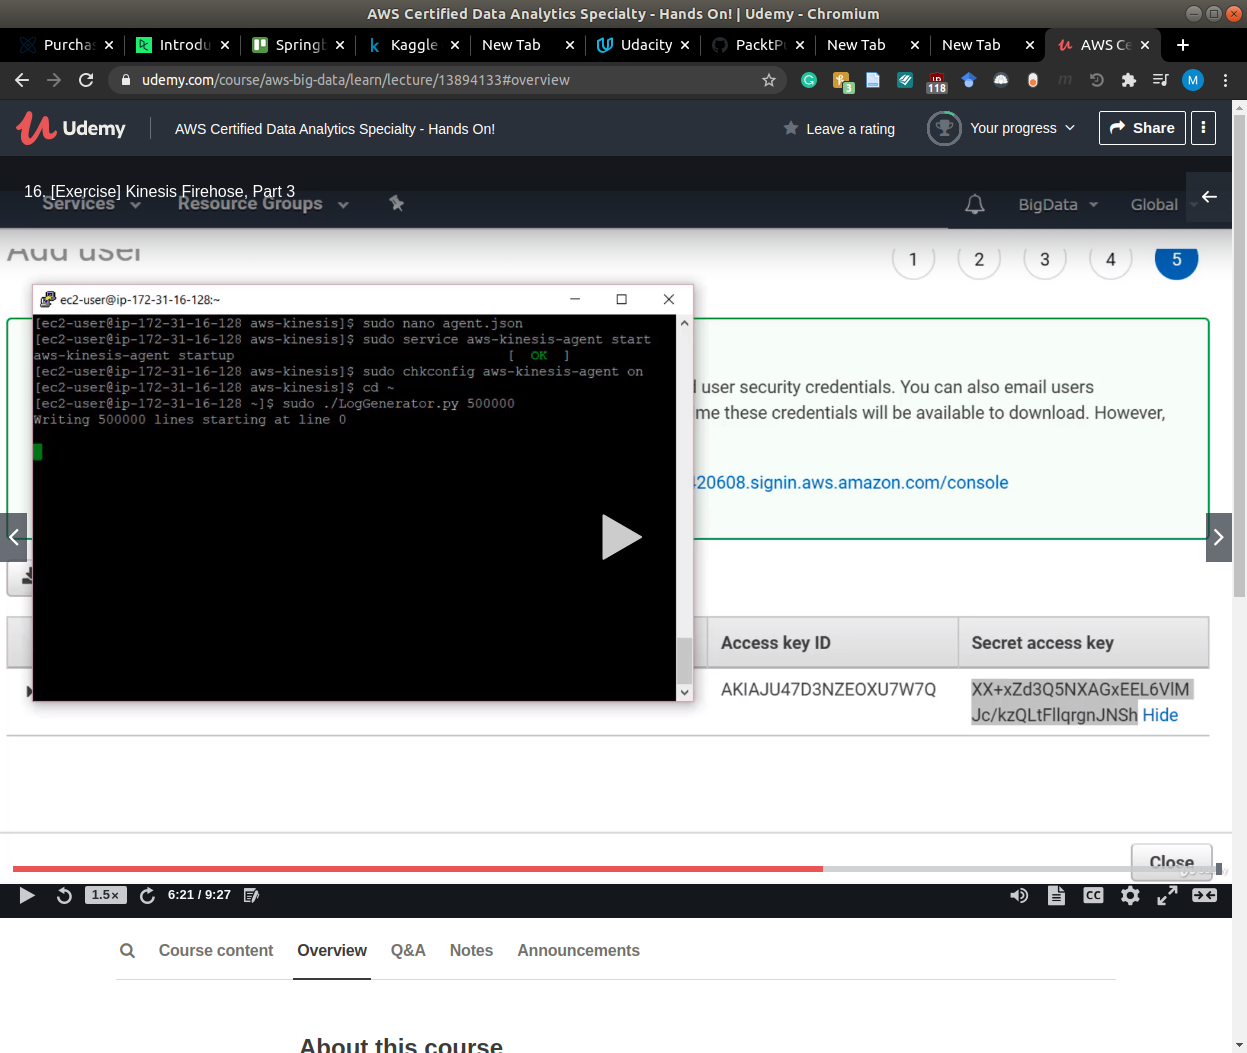 AWS Certified Data Analytics Specialty - Hands On! | Udemy - Chromium
Purcha
Introdu
Springb
Kaggle
New Tab
Udacity
PacktPu
New Tab
New Tab
AWS Ce
udemy.com/course/aws-big-data/learn/lecture/13894133#overview
3
118
M
Udemy
AWS Certified Data Analytics Specialty - Hands On!
Leave a rating
Your progress
Share
16. [Exercise] Kinesis Firehose, Part 3
Services
Resource Groups
BigData
Global
Add user
1 2 3 4 5
ec2-user@ip-172-31-16-128:~
[ec2-user@ip-172-31-16-128 aws-kinesis]$ sudo nano agent.json
[ec2-user@ip-172-31-16-128 aws-kinesis]$ sudo service aws-kinesis-agent start
aws-kinesis-agent startup [ OK ]
[ec2-user@ip-172-31-16-128 aws-kinesis]$ sudo chkconfig aws-kinesis-agent on
[ec2-user@ip-172-31-16-128 aws-kinesis]$ cd ~
[ec2-user@ip-172-31-16-128 ~]$ sudo ./LogGenerator.py 500000
Writing 500000 lines starting at line 0
user security credentials. You can also email users
me these credentials will be available to download. However,
20608.signin.aws.amazon.com/console
Access key ID
Secret access key
AKIAJU47D3NZEOXU7W7Q
XX+xZd3Q5NXAGxEEL6VlM
Jc/kzQLtFllqrgnJNSh Hide
Close
1.5×
6:21 / 9:27
CC
Course content
Overview
Q&A
Notes
Announcements
About this course